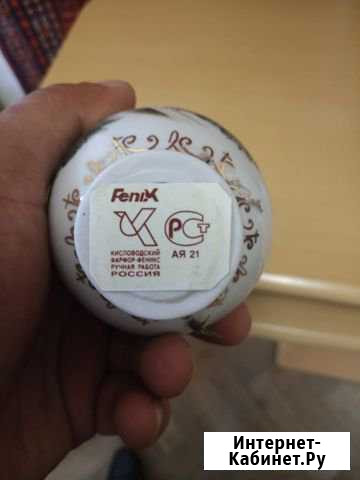 FeniX
РСТ
КИСЛОВОДСКИЙ
ФАРФОР-ФЕНИКС
РУЧНАЯ РАБОТА
РОССИЯ
АЯ 21
Интернет-
Кабинет.Ру